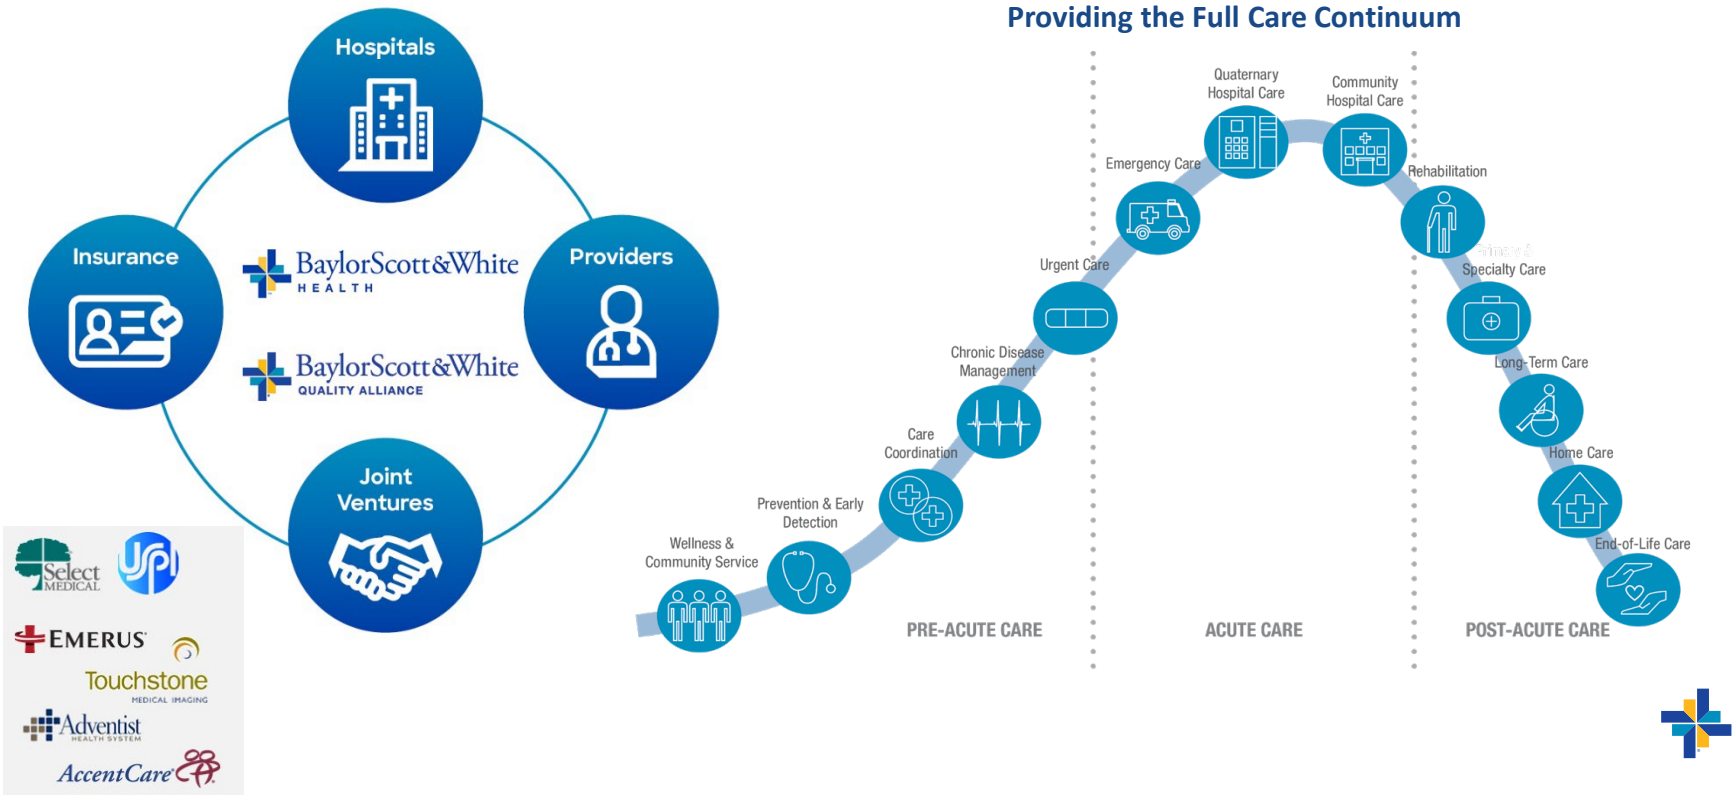 Providing the Full Care Continuum
Hospitals
Insurance
Providers
BaylorScott&White
HEALTH
BaylorScott&White
QUALITY ALLIANCE
Joint
Ventures
Select
MEDICAL
USPI
EMERUS
Touchstone
MEDICAL IMAGING
Adventist
HEALTH SYSTEM
AccentCare
Wellness &
Community Service
Prevention & Early
Detection
Care
Coordination
Chronic Disease
Management
Urgent Care
Emergency Care
Quaternary
Hospital Care
Community
Hospital Care
Rehabilitation
Primary &
Specialty Care
Long-Term Care
Home Care
End-of-Life Care
PRE-ACUTE CARE
ACUTE CARE
POST-ACUTE CARE